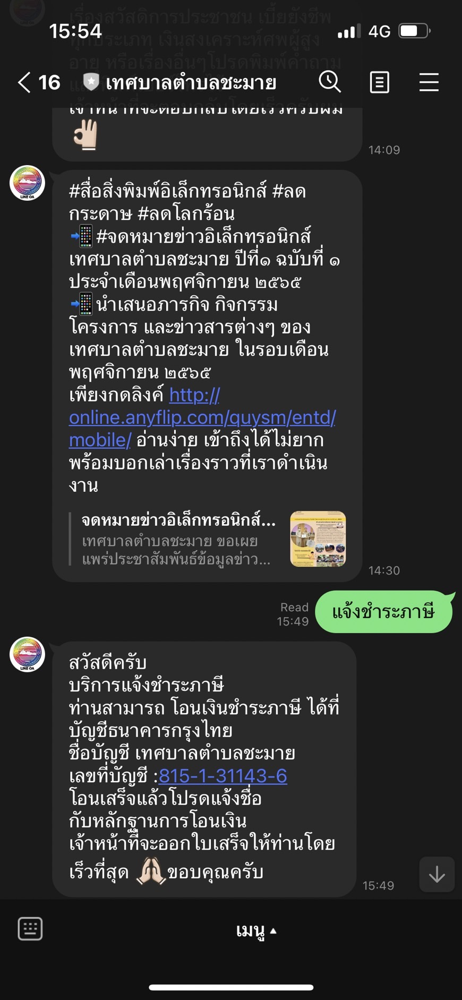 เรื่องสวัสดิการประชาชน เบี้ยยังชีพ
15:54
4G
ทุกประเภท เงินสงเคราะห์ศพผู้สูง
อายุ หรือเรื่องอื่นๆโปรดพิมพ์คำถาม
16
เทศบาลตำบลชะมาย
เจ้าหน้าที่จะตอบกลับโดยเร็วครับผม
👌🏻
14:09
LINE OA
#สื่อสิ่งพิมพ์อิเล็กทรอนิกส์ #ลด
กระดาษ #ลดโลกร้อน
📲#จดหมายข่าวอิเล็กทรอนิกส์
เทศบาลตำบลชะมาย ปีที่๑ ฉบับที่ ๑
ประจำเดือนพฤศจิกายน ๒๕๖๕
📲นำเสนอภารกิจ กิจกรรม
โครงการ และข่าวสารต่างๆ ของ
เทศบาลตำบลชะมาย ในรอบเดือน
พฤศจิกายน ๒๕๖๕
เพียงกดลิงค์ http://
online.anyflip.com/quysm/entd/
mobile/ อ่านง่าย เข้าถึงได้ไม่ยาก
พร้อมบอกเล่าเรื่องราวที่เราดำเนิน
งาน
จดหมายข่าวอิเล็กทรอนิกส์...
เทศบาลตำบลชะมาย ขอเผย
แพร่ประชาสัมพันธ์ข้อมูลข่าว...
14:30
Read
15:49
แจ้งชำระภาษี
LINE OA
สวัสดีครับ
บริการแจ้งชำระภาษี
ท่านสามารถ โอนเงินชำระภาษี ได้ที่
บัญชีธนาคารกรุงไทย
ชื่อบัญชี เทศบาลตำบลชะมาย
เลขที่บัญชี :815-1-31143-6
โอนเสร็จแล้วโปรดแจ้งชื่อ
กับหลักฐานการโอนเงิน
เจ้าหน้าที่จะออกใบเสร็จให้ท่านโดย
เร็วที่สุด 🙏🏻ขอบคุณครับ
15:49
เมนู ▴